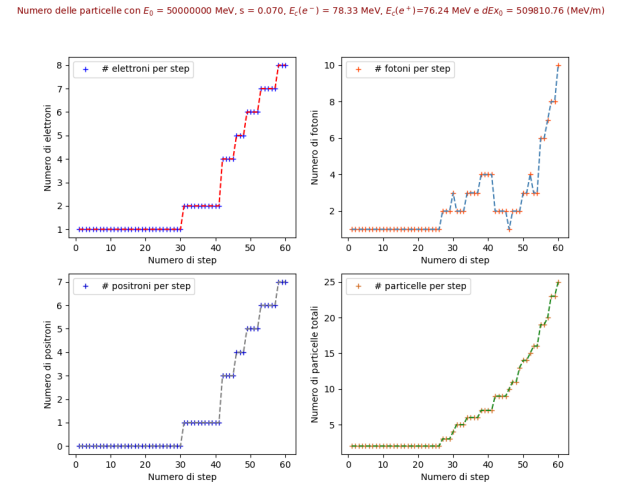 Numero delle particelle con E₀ = 50000000 MeV, s = 0.070, E_c(e⁻) = 78.33 MeV, E_c(e⁺)=76.24 MeV e dEx₀ = 509810.76 (MeV/m)
# elettroni per step
8
7
6
5
4
3
2
1
Numero di elettroni
0 10 20 30 40 50 60
Numero di step
# fotoni per step
10
8
6
4
2
Numero di fotoni
0 10 20 30 40 50 60
Numero di step
# positroni per step
7
6
5
4
3
2
1
0
Numero di positroni
0 10 20 30 40 50 60
Numero di step
# particelle per step
25
20
15
10
5
Numero di particelle totali
0 10 20 30 40 50 60
Numero di step